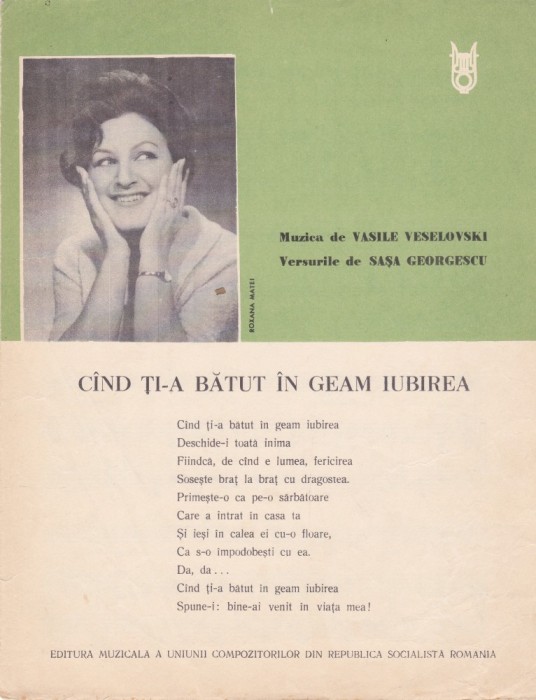 Muzica de VASILE VESELOVSKI
Versurile de SAȘA GEORGESCU
ROXANA MATEI
CÎND ȚI-A BĂTUT ÎN GEAM IUBIREA
Cînd ți-a bătut în geam iubirea
Deschide-i toată inima
Fiindcă, de cînd e lumea, fericirea
Sosește braț la braț cu dragostea.
Primește-o ca pe-o sărbătoare
Care a intrat în casa ta
Și ieși în calea ei cu-o floare,
Ca s-o împodobești cu ea.
Da, da...
Cînd ți-a bătut în geam iubirea
Spune-i: bine-ai venit în viața mea!
EDITURA MUZICALA A UNIUNII COMPOZITORILOR DIN REPUBLICA SOCIALISTĂ ROMANIA